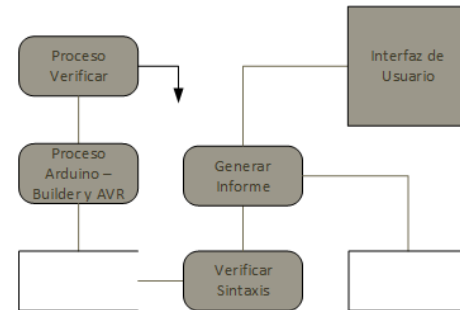 Proceso
Verificar
Interfaz de
Usuario
Proceso
Arduino –
Builder y AVR
Generar
Informe
Verificar
Sintaxis